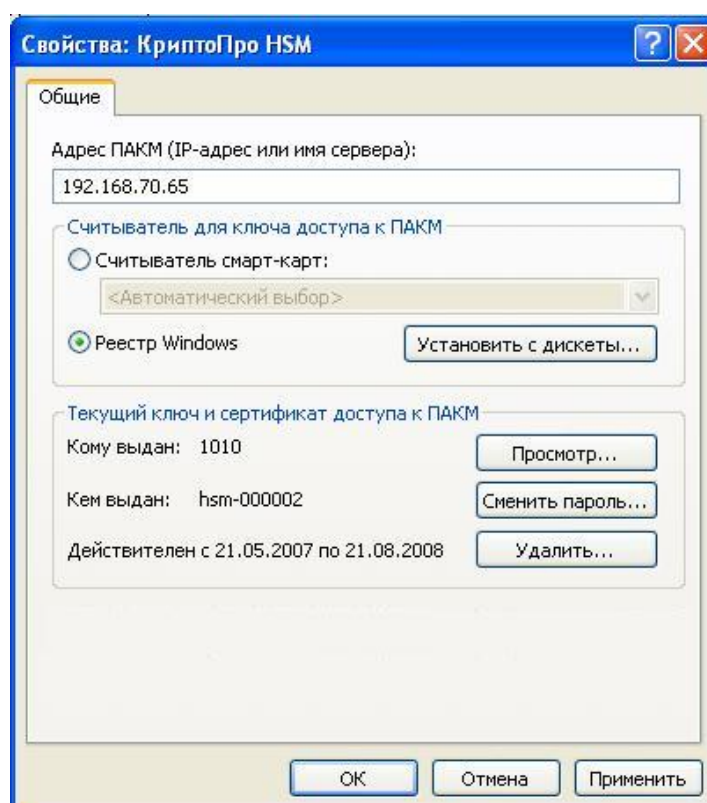 Свойства: КриптоПро HSM
Общие
Адрес ПАКМ (IP-адрес или имя сервера):
192.168.70.65
Считыватель для ключа доступа к ПАКМ
Считыватель смарт-карт:
<Автоматический выбор>
Реестр Windows
Установить с дискеты...
Текущий ключ и сертификат доступа к ПАКМ
Кому выдан: 1010
Просмотр...
Кем выдан: hsm-000002
Сменить пароль...
Действителен с 21.05.2007 по 21.08.2008
Удалить...
ОК
Отмена
Применить